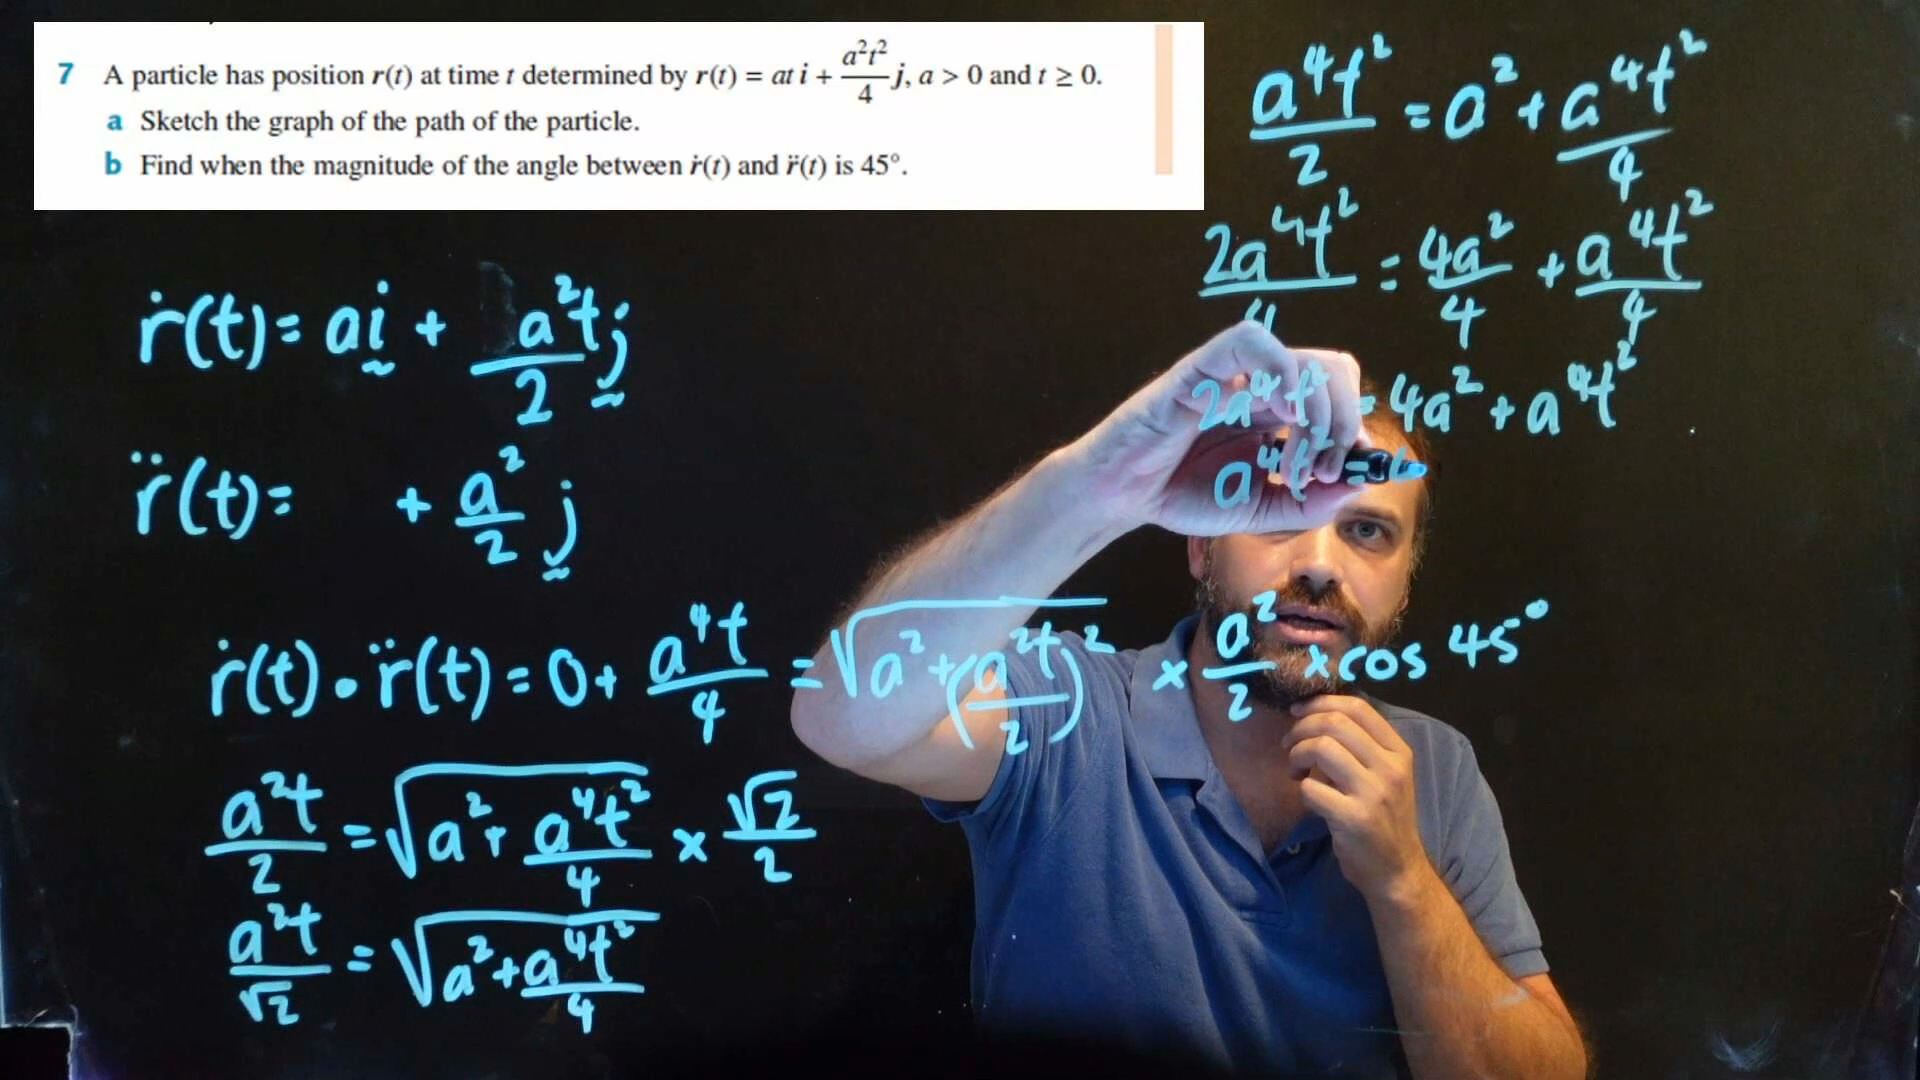 7 A particle has position r(t) at time t determined by r(t) = at i + a²t²/4 j, a > 0 and t ≥ 0.
a Sketch the graph of the path of the particle.
b Find when the magnitude of the angle between ṙ(t) and r̈(t) is 45°.
ṙ(t) = ai + a²t/2 j
r̈(t) = + a²/2 j
ṙ(t) · r̈(t) = 0 + a⁴t/4 = √(a² + (a²t/2)²) × a²/2 × cos 45°
a²t/2 = √(a² + a⁴t²/4) × √2/2
a²t/√2 = √(a² + a⁴t²/4)
a⁴t²/2 = a² + a⁴t²/4
2a⁴t²/4 = 4a²/4 + a⁴t²/4
2a⁴t² = 4a² + a⁴t²
a⁴t² =